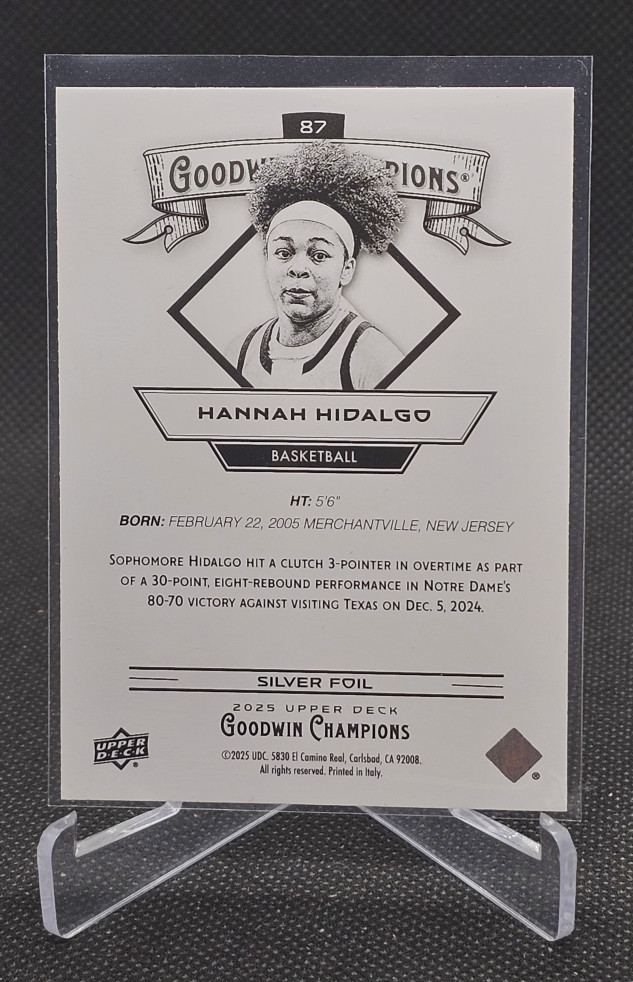 87
GOODWIN CHAMPIONS®
HANNAH HIDALGO
BASKETBALL
HT: 5'6"
BORN: FEBRUARY 22, 2005 MERCHANTVILLE, NEW JERSEY
SOPHOMORE HIDALGO HIT A CLUTCH 3-POINTER IN OVERTIME AS PART
OF A 30-POINT, EIGHT-REBOUND PERFORMANCE IN NOTRE DAME'S
80-70 VICTORY AGAINST VISITING TEXAS ON DEC. 5, 2024.
SILVER FOIL
2025 UPPER DECK
GOODWIN CHAMPIONS
UPPER
D·E·C·K
®
©2025 UDC. 5830 El Camino Real, Carlsbad, CA 92008.
All rights reserved. Printed in Italy.
®